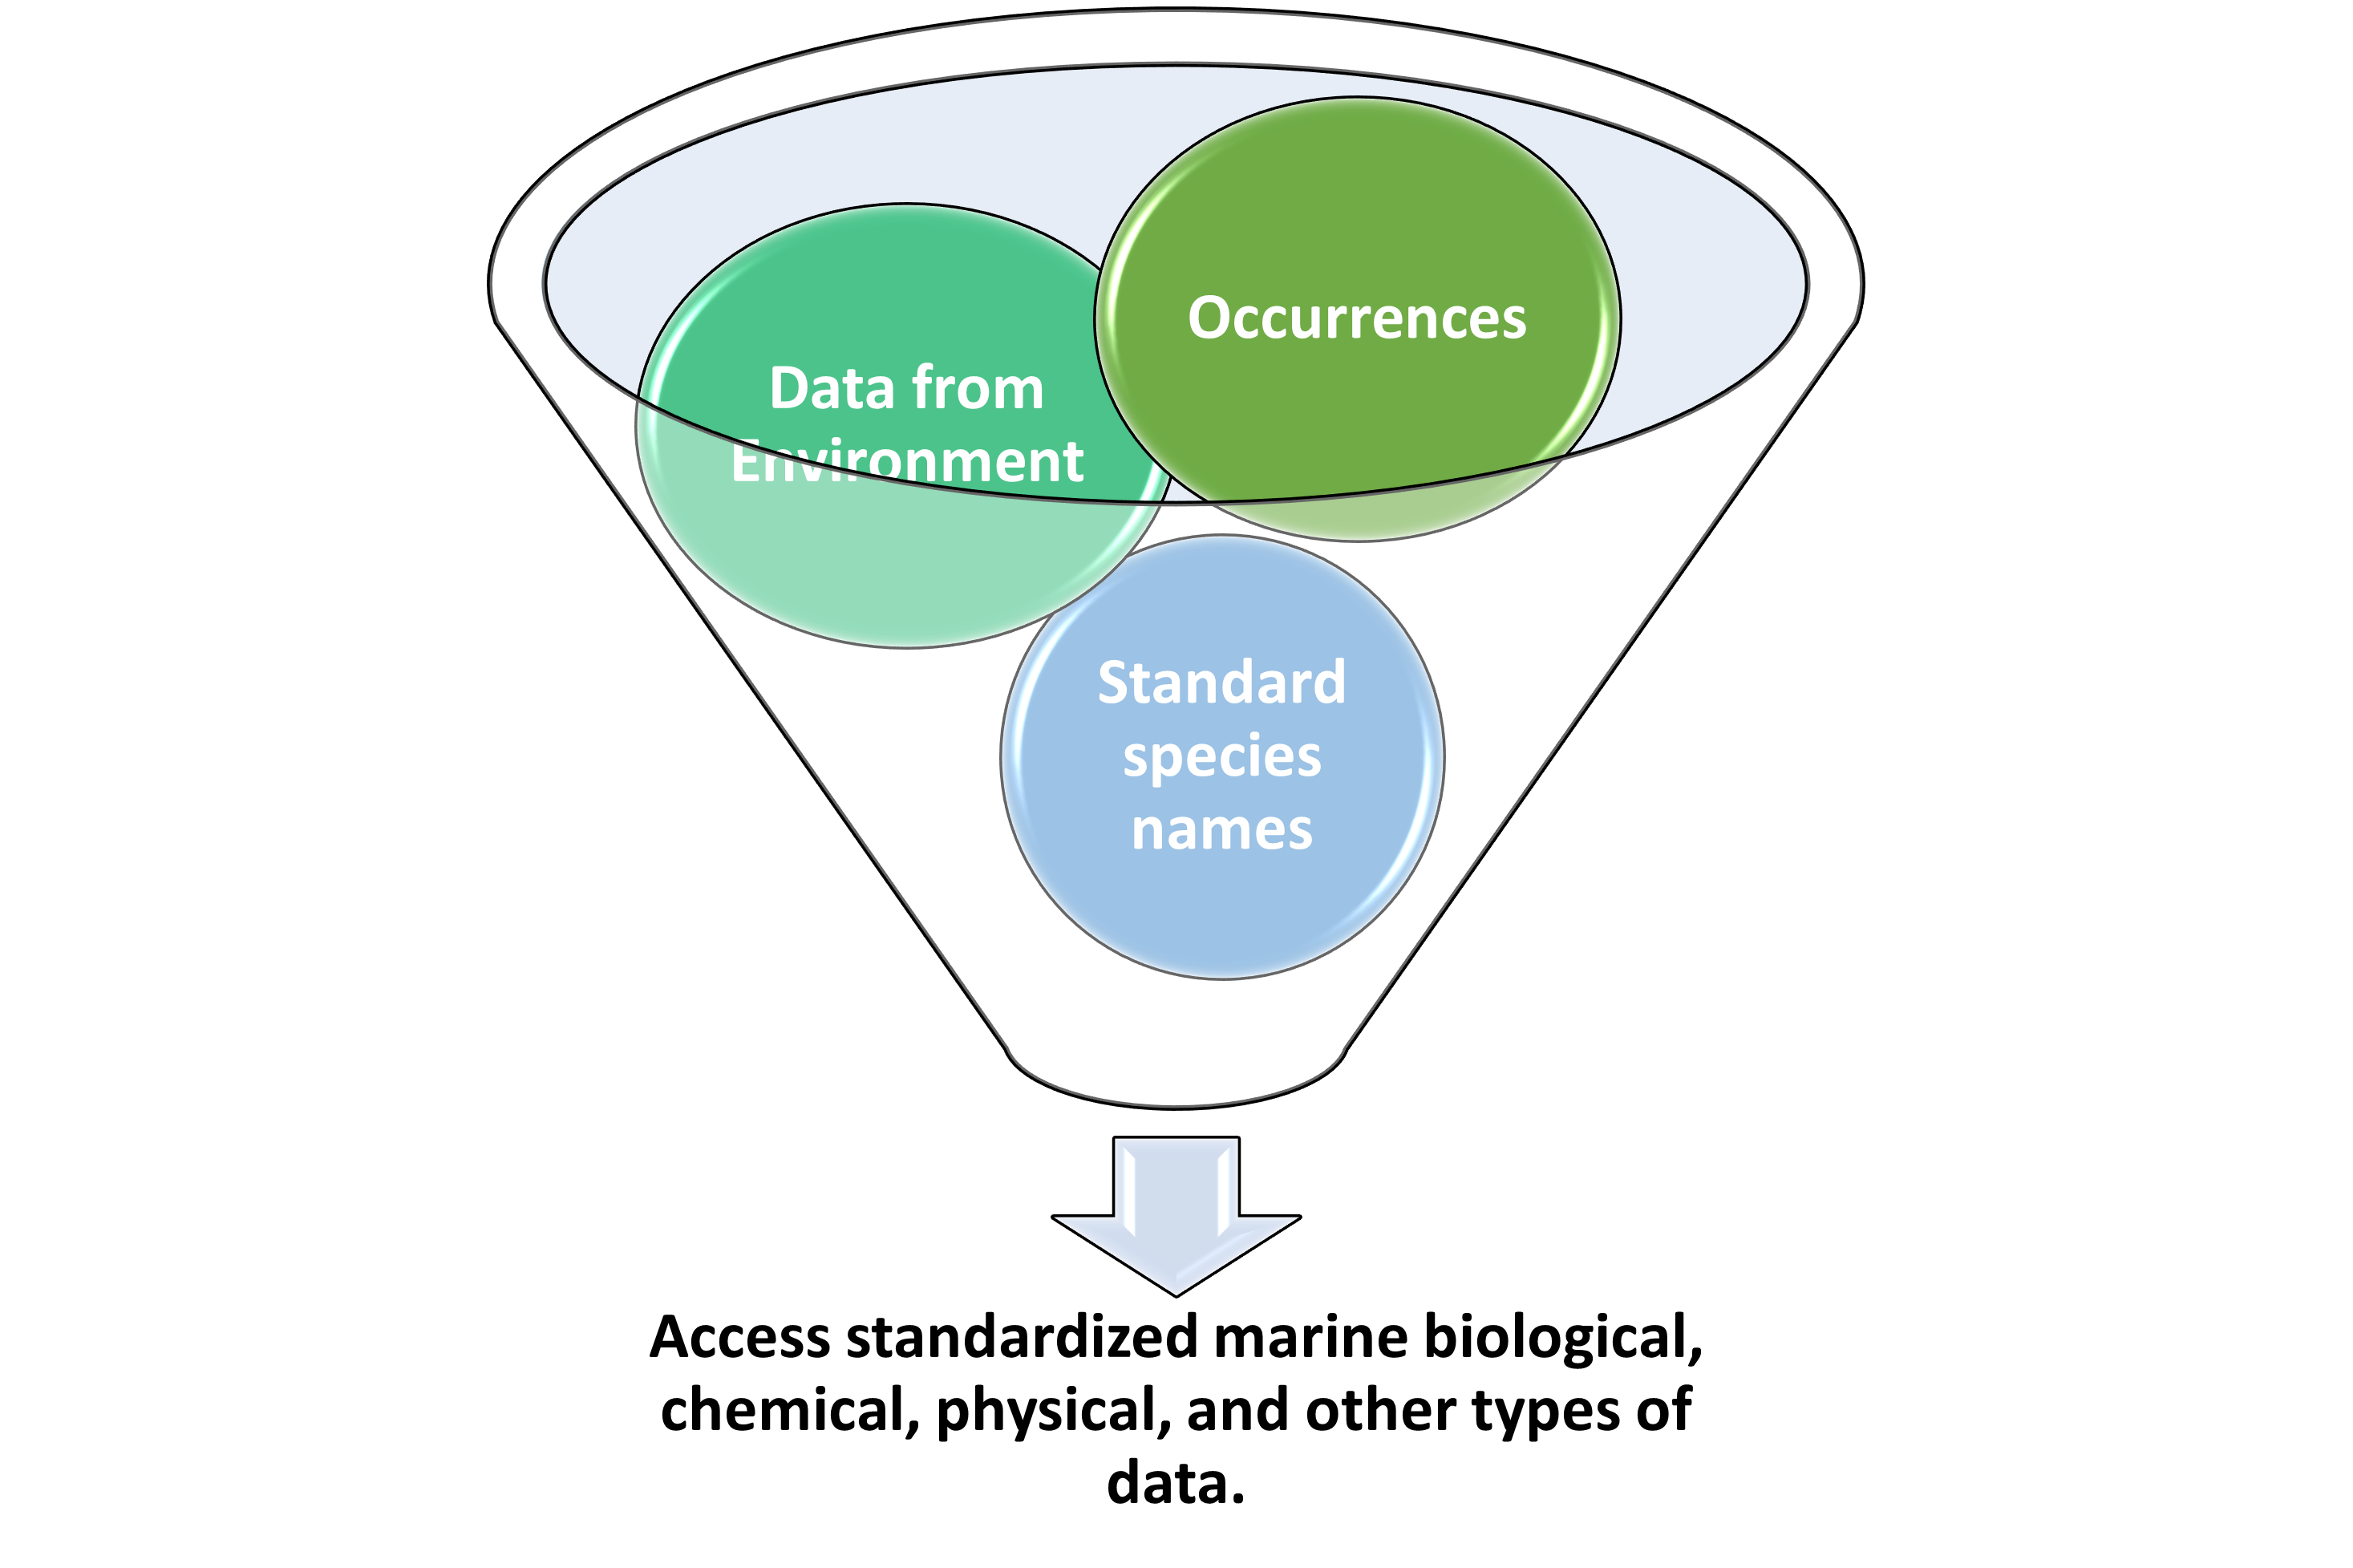 Occurrences
Data from
Environment
Standard
species
names
Access standardized marine biological,
chemical, physical, and other types of
data.